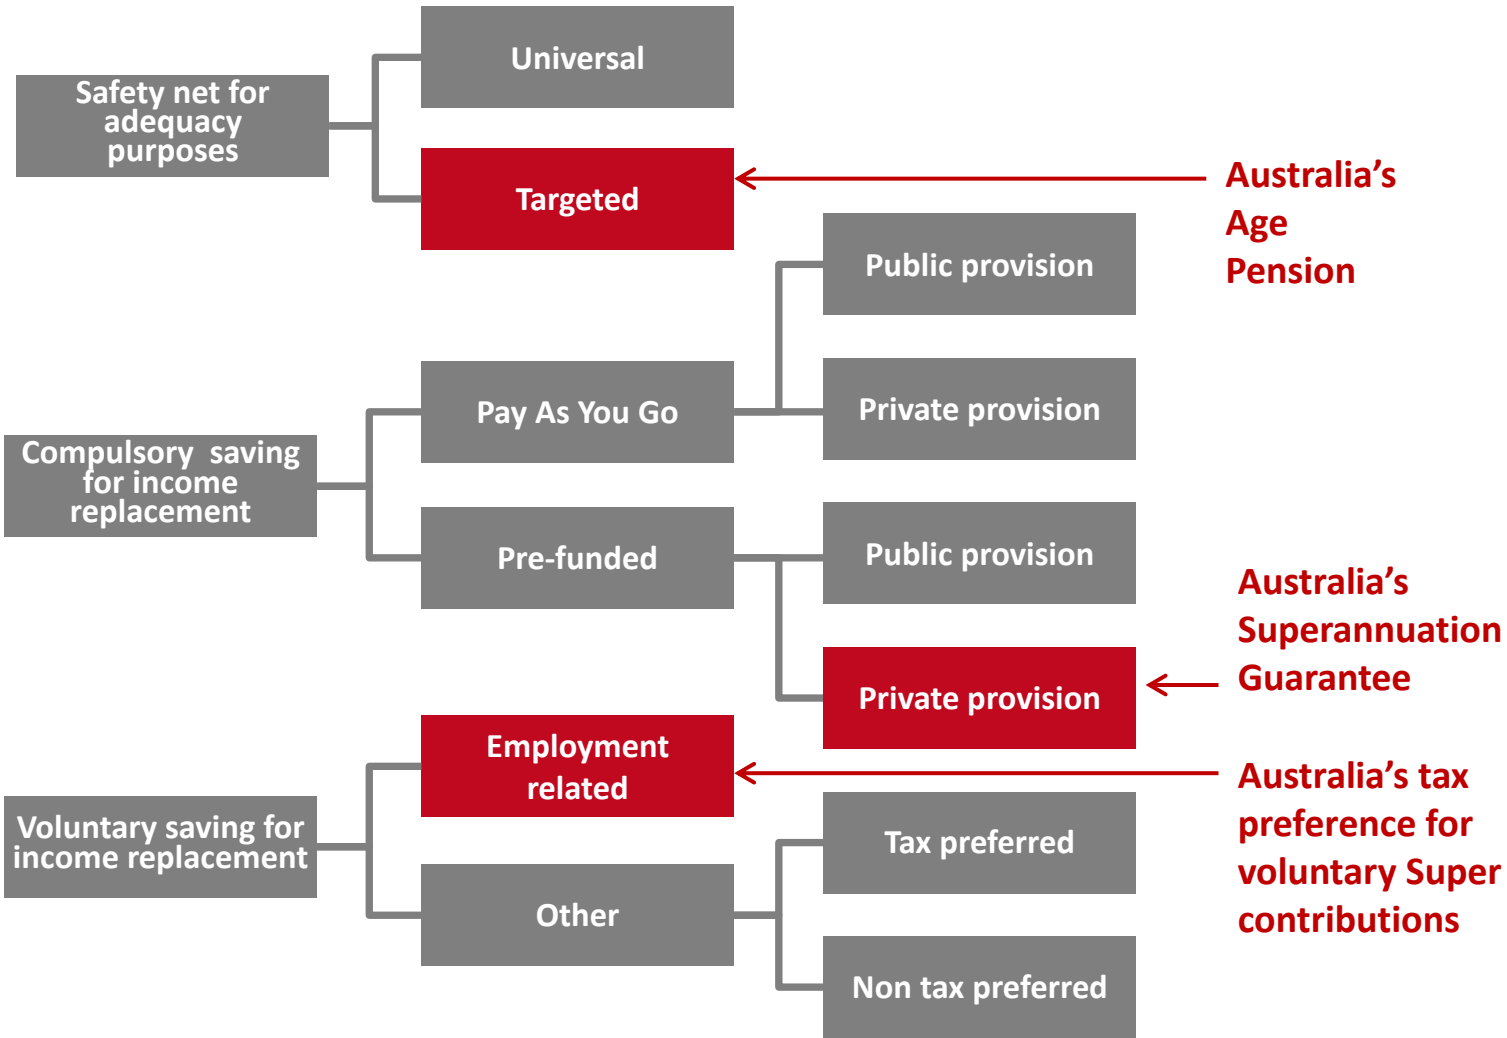 Universal
Safety net for
adequacy
purposes
Targeted
Australia’s
Age
Pension
Public provision
Pay As You Go
Private provision
Compulsory  saving
for income
replacement
Pre-funded
Public provision
Private provision
Australia’s
Superannuation
Guarantee
Employment
related
Voluntary saving for
income replacement
Other
Tax preferred
Non tax preferred
Australia’s tax
preference for
voluntary Super
contributions